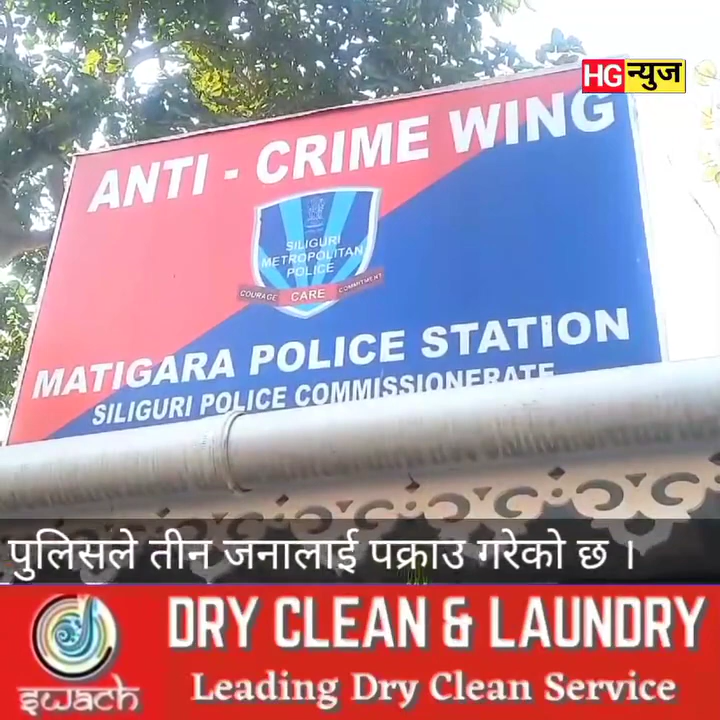 HG न्युज
ANTI - CRIME WING
SILIGURI
METROPOLITAN
POLICE
COURAGE CARE COMMITMENT
MATIGARA POLICE STATION
SILIGURI POLICE COMMISSIONERATE
पुलिसले तीन जनालाई पक्राउ गरेको छ ।
DRY CLEAN & LAUNDRY
swach
Leading Dry Clean Service